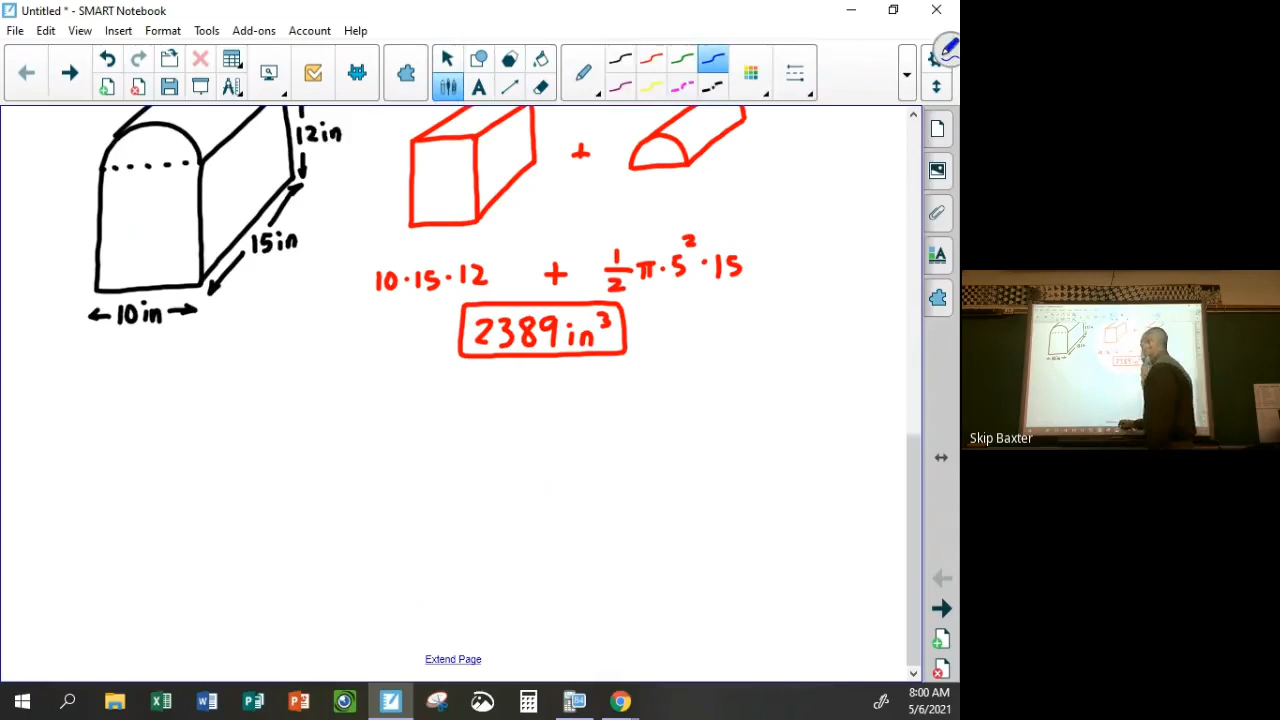 Untitled * - SMART Notebook
File Edit View Insert Format Tools Add-ons Account Help
12in
+
15in
10in
10·15·12 + 1/2 π·5²·15
2389 in³
Skip Baxter
Extend Page
8:00 AM
5/6/2021